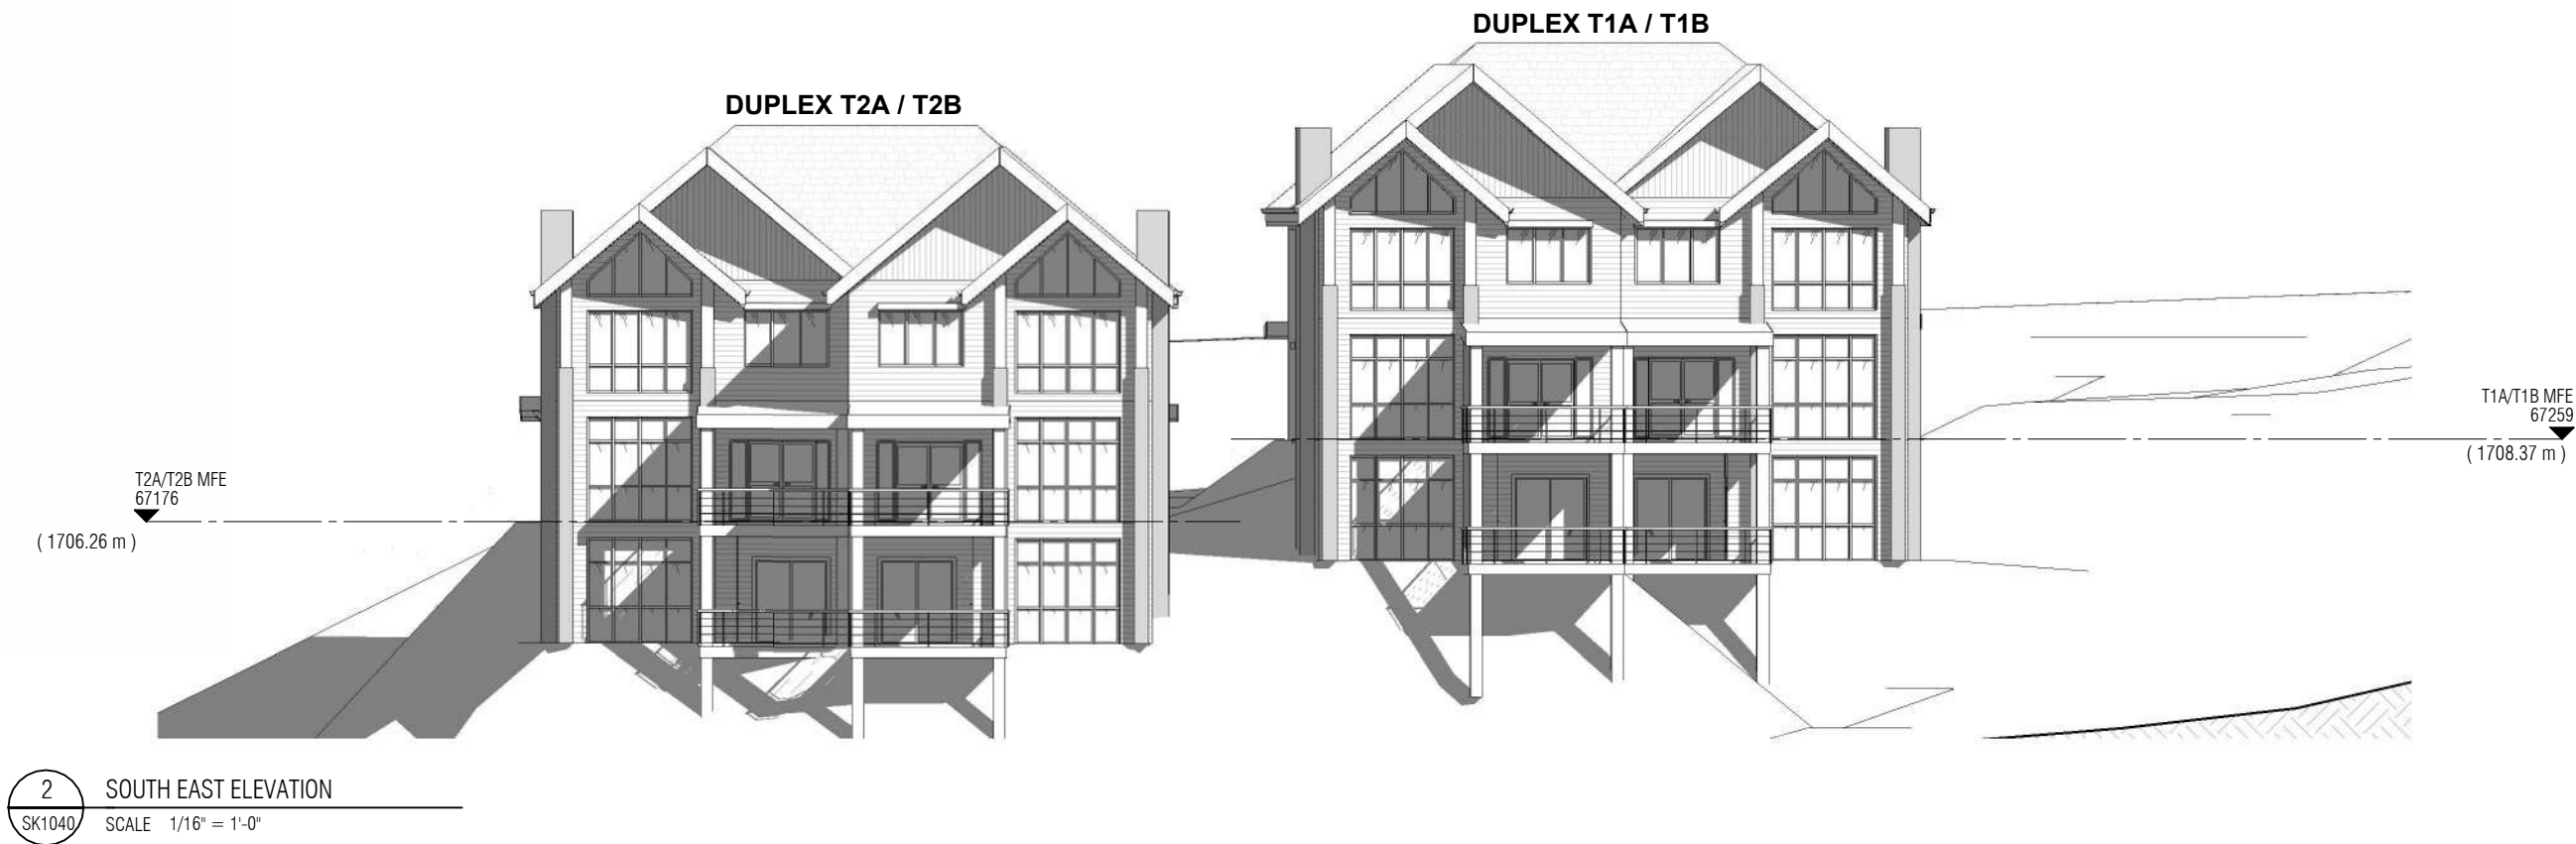 DUPLEX T1A / T1B
DUPLEX T2A / T2B
T1A/T1B MFE
67259
( 1708.37 m )
T2A/T2B MFE
67176
( 1706.26 m )
2
SK1040
SOUTH EAST ELEVATION
SCALE 1/16" = 1'-0"